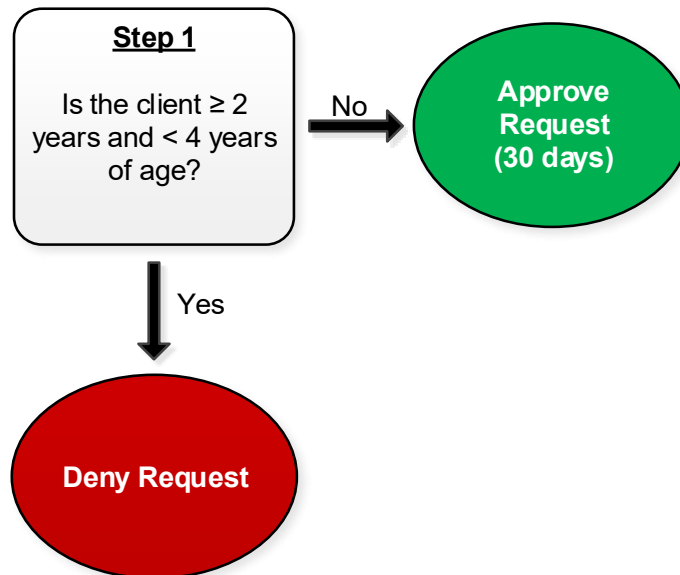 Step 1
Is the client ≥ 2
years and < 4 years
of age?
No
Approve
Request
(30 days)
Yes
Deny Request